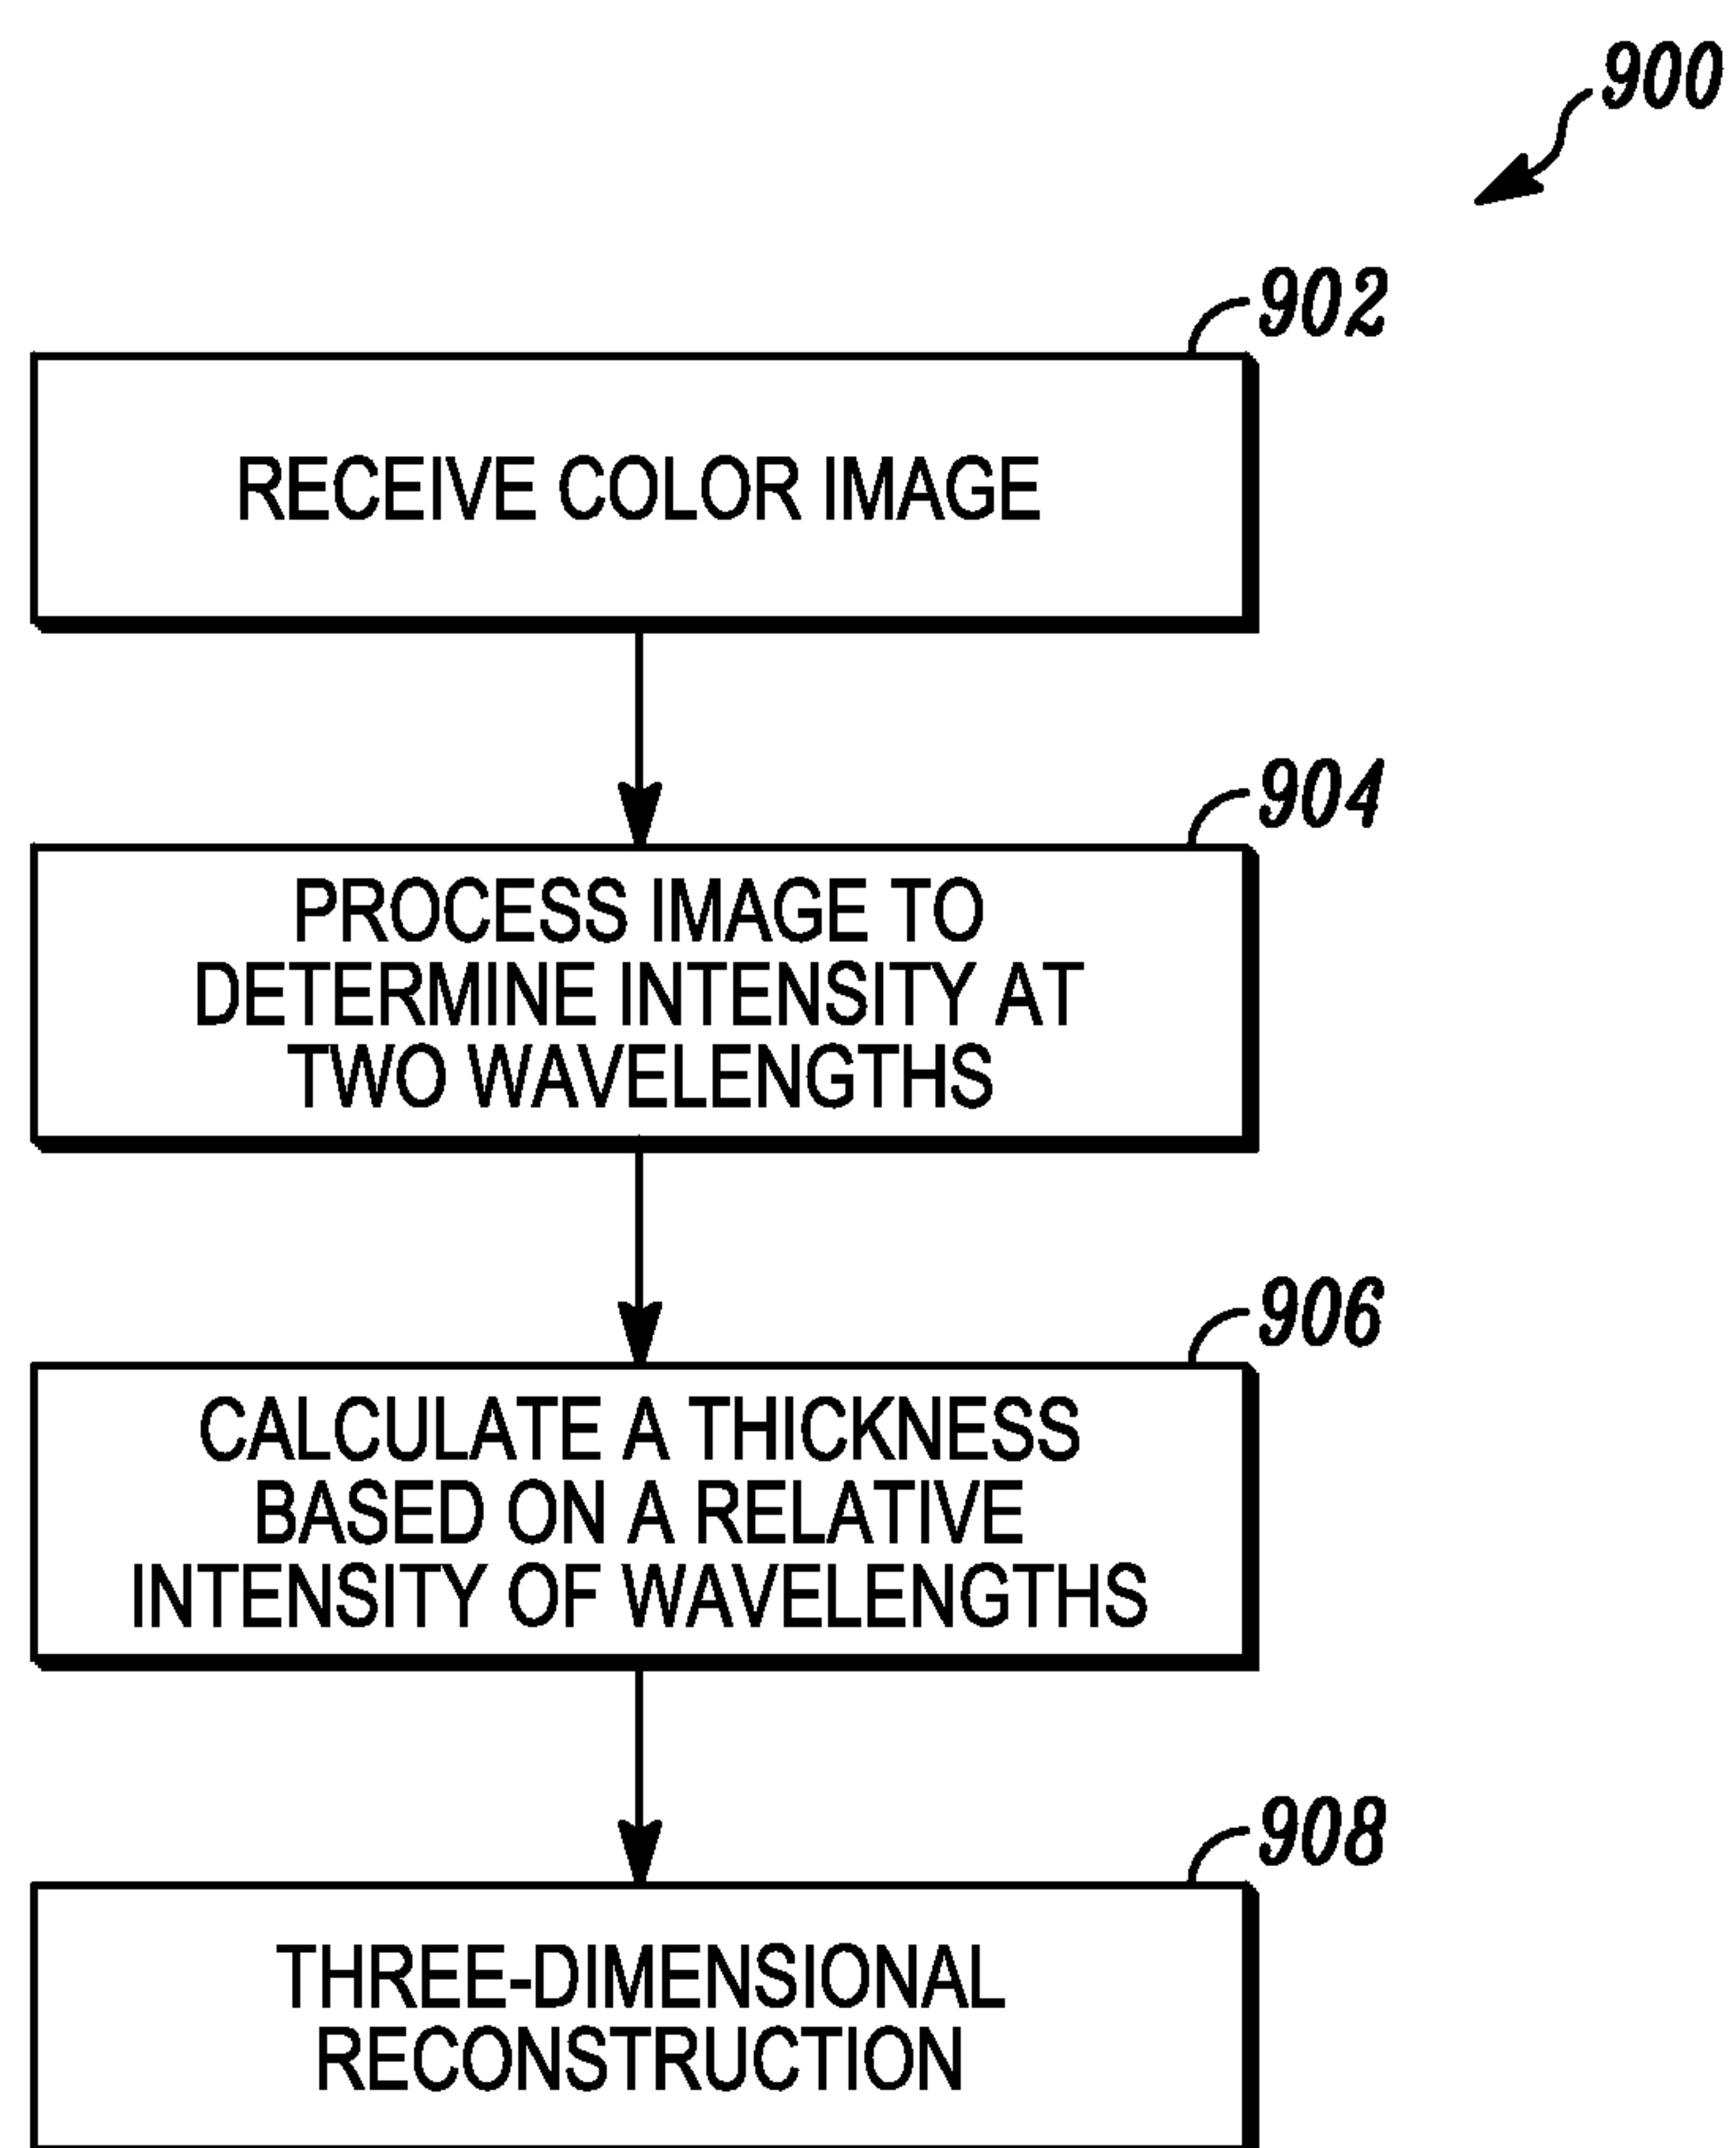 900
902
RECEIVE COLOR IMAGE
904
PROCESS IMAGE TO
DETERMINE INTENSITY AT
TWO WAVELENGTHS
906
CALCULATE A THICKNESS
BASED ON A RELATIVE
INTENSITY OF WAVELENGTHS
908
THREE-DIMENSIONAL
RECONSTRUCTION